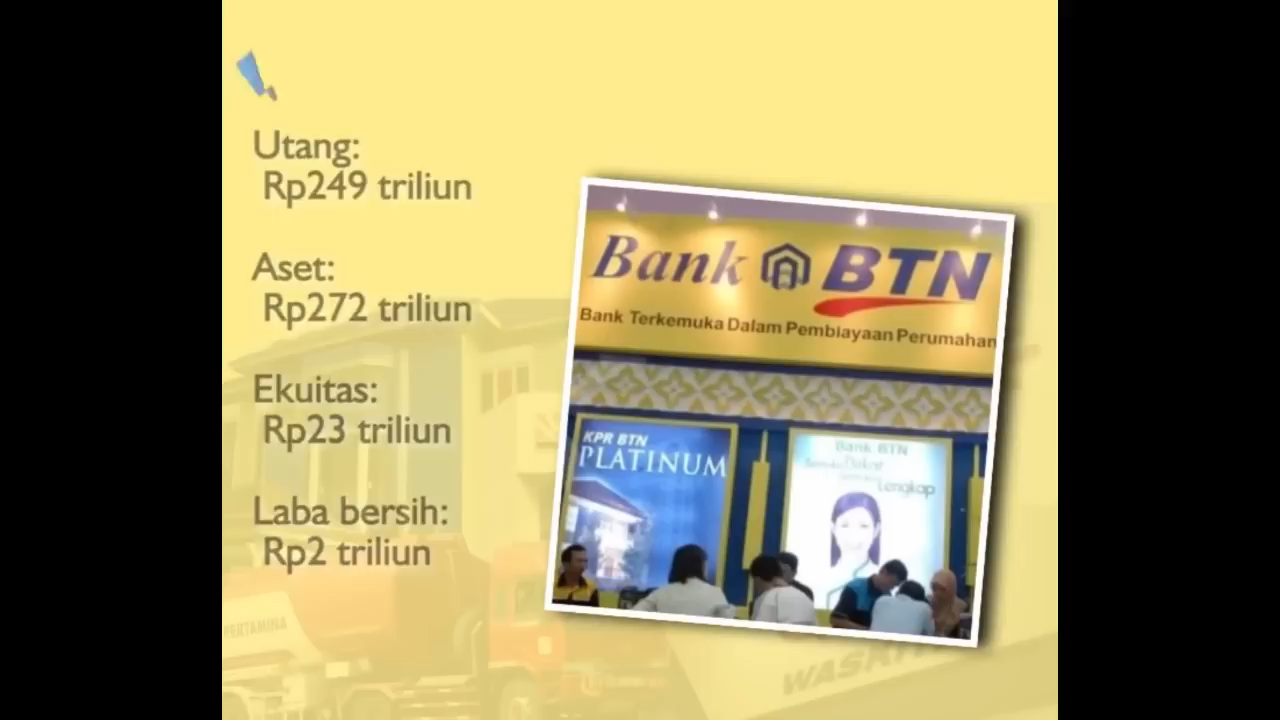 Utang:
Rp249 triliun
Aset:
Rp272 triliun
Ekuitas:
Rp23 triliun
Laba bersih:
Rp2 triliun
Bank BTN
Bank Terkemuka Dalam Pembiayaan Perumahan
KPR BTN
PLATINUM
Bank BTN
Lengkap
PERTAMINA